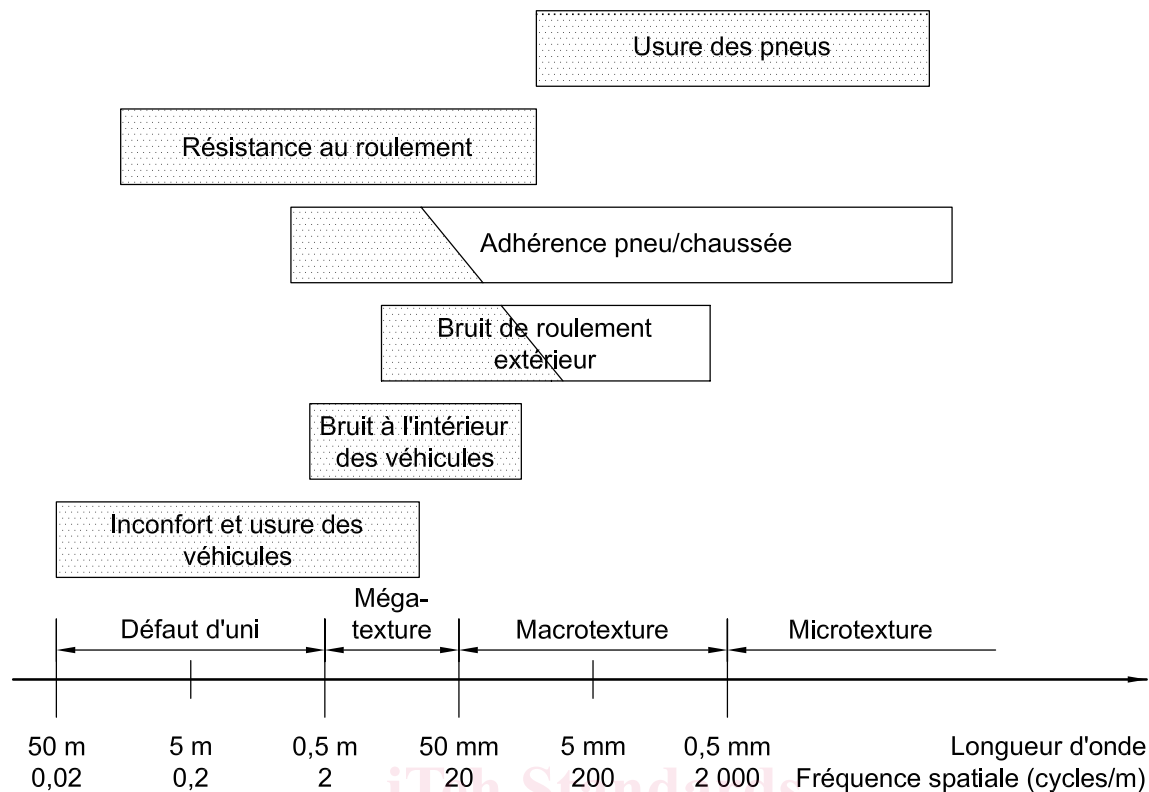 Usure des pneus
Résistance au roulement
Adhérence pneu/chaussée
Bruit de roulement
extérieur
Bruit à l'intérieur
des véhicules
Inconfort et usure des
véhicules
Méga-
Défaut d'uni texture Macrotexture Microtexture
50 m 5 m 0,5 m 50 mm 5 mm 0,5 mm Longueur d'onde
0,02 0,2 2 20 200 2 000 Fréquence spatiale (cycles/m)
iTeh Standards